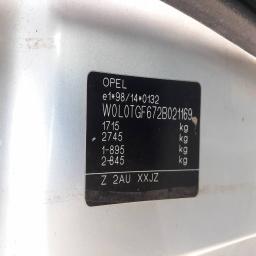 OPEL
e1*98/14*0132
W0L0TGF672B021169
1715 kg
2745 kg
1-895 kg
2-845 kg
Z 2AU XXJZ